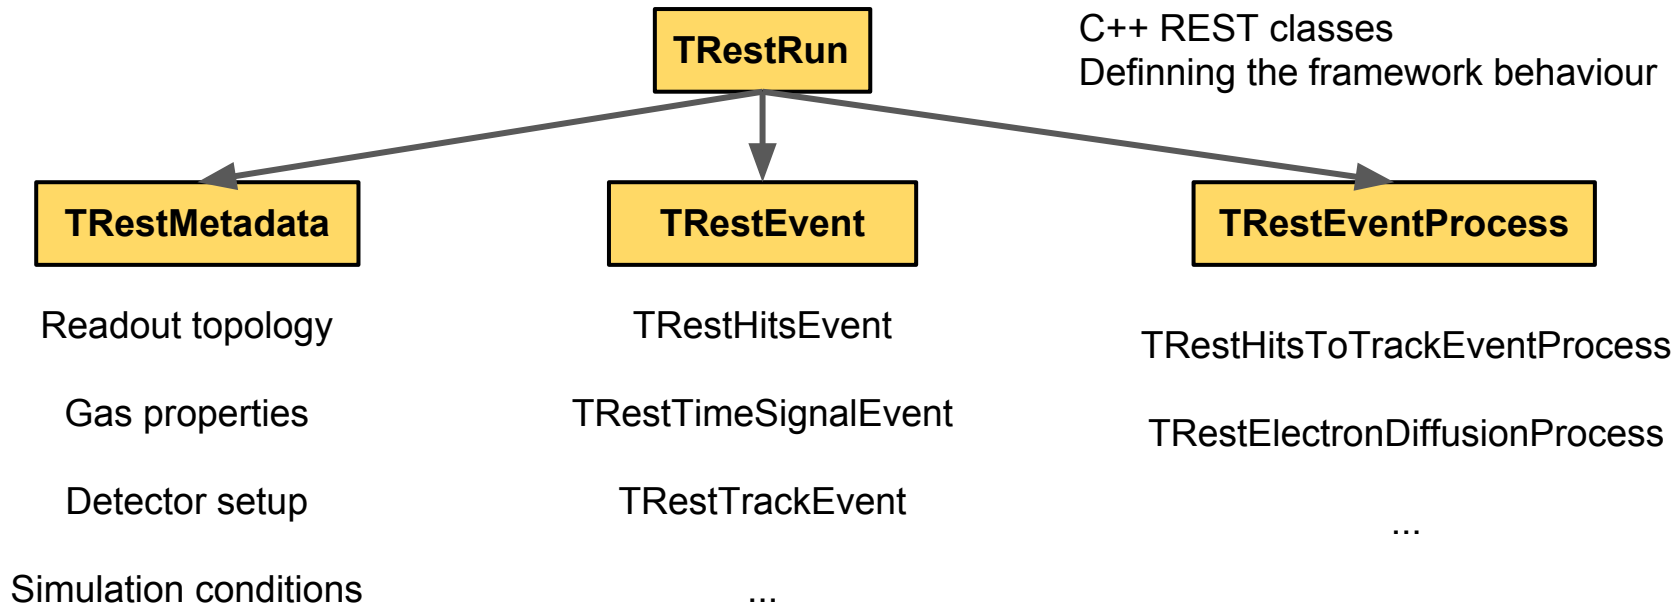 TRestRun
C++ REST classes
Definning the framework behaviour
TRestMetadata
TRestEvent
TRestEventProcess
Readout topology
Gas properties
Detector setup
Simulation conditions
TRestHitsEvent
TRestTimeSignalEvent
TRestTrackEvent
...
TRestHitsToTrackEventProcess
TRestElectronDiffusionProcess
...